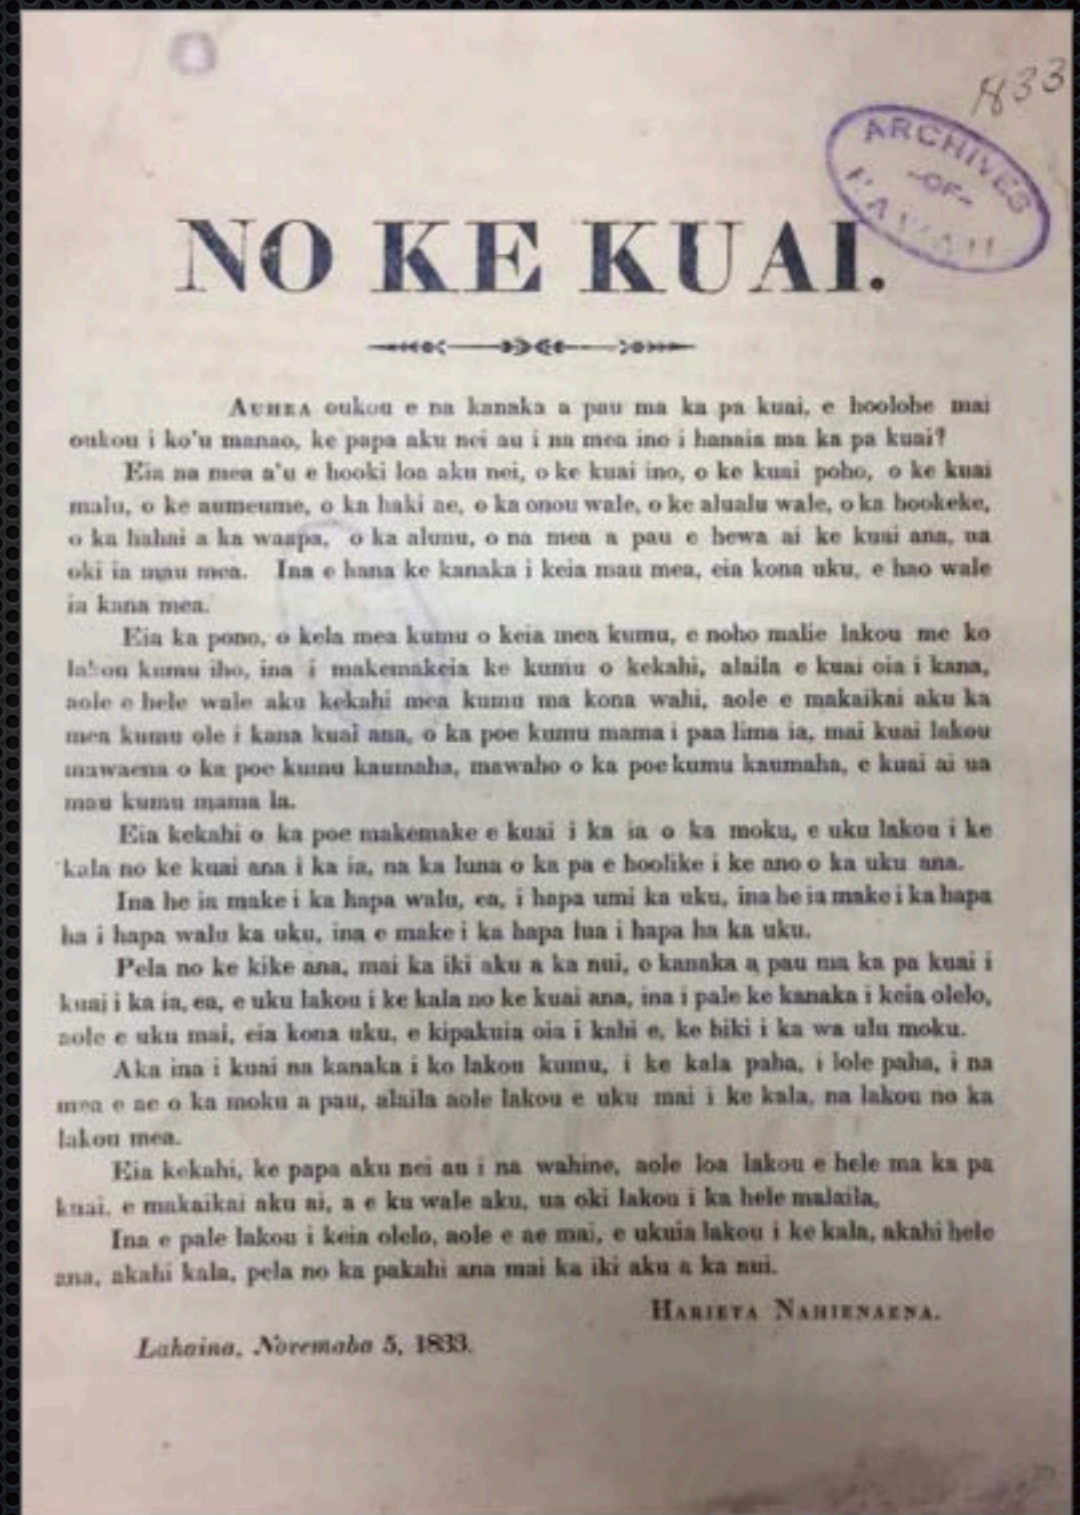 1833
ARCHIVES
-OF-
HAWAII
NO KE KUAI.
AUHEA oukou e na kanaka a pau ma ka pa kuai, e hoolohe mai
oukou i ko'u manao, ke papa aku nei au i na mea ino i hanaia ma ka pa kuai?
Eia na mea a'u e hooki loa aku nei, o ke kuai ino, o ke kuai poho, o ke kuai
malu, o ke aumeume, o ka haki ae, o ka onou wale, o ke alualu wale, o ka hookeke,
o ka hahai a ka waapa, o ka alunu, o na mea a pau e hewa ai ke kuai ana, ua
oki ia mau mea. Ina e hana ke kanaka i keia mau mea, eia kona uku, e hao wale
ia kana mea.
Eia ka pono, o kela mea kumu o keia mea kumu, e noho malie lakou me ko
lakou kumu iho, ina i makemakeia ke kumu o kekahi, alaila e kuai oia i kana,
aole e hele wale aku kekahi mea kumu ma kona wahi, aole e makaikai aku ka
mea kumu ole i kana kuai ana, o ka poe kumu mama i paa lima ia, mai kuai lakou
mawaena o ka poe kumu kaumaha, mawaho o ka poe kumu kaumaha, e kuai ai ua
mau kumu mama la.
Eia kekahi o ka poe makemake e kuai i ka ia o ka moku, e uku lakou i ke
kala no ke kuai ana i ka ia, na ka luna o ka pa e hoolike i ke ano o ka uku ana.
Ina he ia make i ka hapa walu, ea, i hapa umi ka uku, ina he ia make i ka hapa
ha i hapa walu ka uku, ina e make i ka hapa lua i hapa ha ka uku.
Pela no ke kike ana, mai ka iki aku a ka nui, o kanaka a pau ma ka pa kuai i
kuai i ka ia, ea, e uku lakou i ke kala no ke kuai ana, ina i pale ke kanaka i keia olelo,
aole e uku mai, eia kona uku, e kipakuia oia i kahi e, ke hiki i ka wa ulu moku.
Aka ina i kuai na kanaka i ko lakou kumu, i ke kala paha, i lole paha, i na
mea e ae o ka moku a pau, alaila aole lakou e uku mai i ke kala, na lakou no ka
lakou mea.
Eia kekahi, ke papa aku nei au i na wahine, aole loa lakou e hele ma ka pa
kuai, e makaikai aku ai, a e ku wale aku, ua oki lakou i ka hele malaila,
Ina e pale lakou i keia olelo, aole e ae mai, e ukuia lakou i ke kala, akahi hele
ana, akahi kala, pela no ka pakahi ana mai ka iki aku a ka nui.
HARIETA NAHIENAENA.
Lahaina, Novemaba 5, 1833.